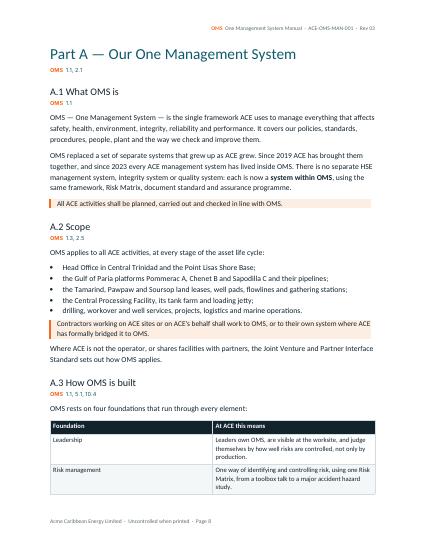 OMS One Management System Manual · ACE-OMS-MAN-001 · Rev 03
Part A — Our One Management System
OMS 1.1, 2.1
A.1 What OMS is
OMS 1.1
OMS — One Management System — is the single framework ACE uses to manage everything that affects
safety, health, environment, integrity, reliability and performance. It covers our policies, standards,
procedures, people, plant and the way we check and improve them.
OMS replaced a set of separate systems that grew up as ACE grew. Since 2019 ACE has brought them
together, and since 2023 every ACE management system has lived inside OMS. There is no separate HSE
management system, integrity system or quality system: each is now a system within OMS, using the
same framework, Risk Matrix, document standard and assurance programme.
All ACE activities shall be planned, carried out and checked in line with OMS.
A.2 Scope
OMS 1.3, 2.5
OMS applies to all ACE activities, at every stage of the asset life cycle:
• Head Office in Central Trinidad and the Point Lisas Shore Base;
• the Gulf of Paria platforms Pommerac A, Chenet B and Sapodilla C and their pipelines;
• the Tamarind, Pawpaw and Soursop land leases, well pads, flowlines and gathering stations;
• the Central Processing Facility, its tank farm and loading jetty;
• drilling, workover and well services, projects, logistics and marine operations.
Contractors working on ACE sites or on ACE's behalf shall work to OMS, or to their own system where ACE
has formally bridged it to OMS.
Where ACE is not the operator, or shares facilities with partners, the Joint Venture and Partner Interface
Standard sets out how OMS applies.
A.3 How OMS is built
OMS 1.1, 5.1, 10.4
OMS rests on four foundations that run through every element:
Foundation At ACE this means
Leadership Leaders own OMS, are visible at the worksite, and judge
themselves by how well risks are controlled, not only by
production.
Risk management One way of identifying and controlling risk, using one Risk
Matrix, from a toolbox talk to a major accident hazard
study.
Acme Caribbean Energy Limited · Uncontrolled when printed · Page 8